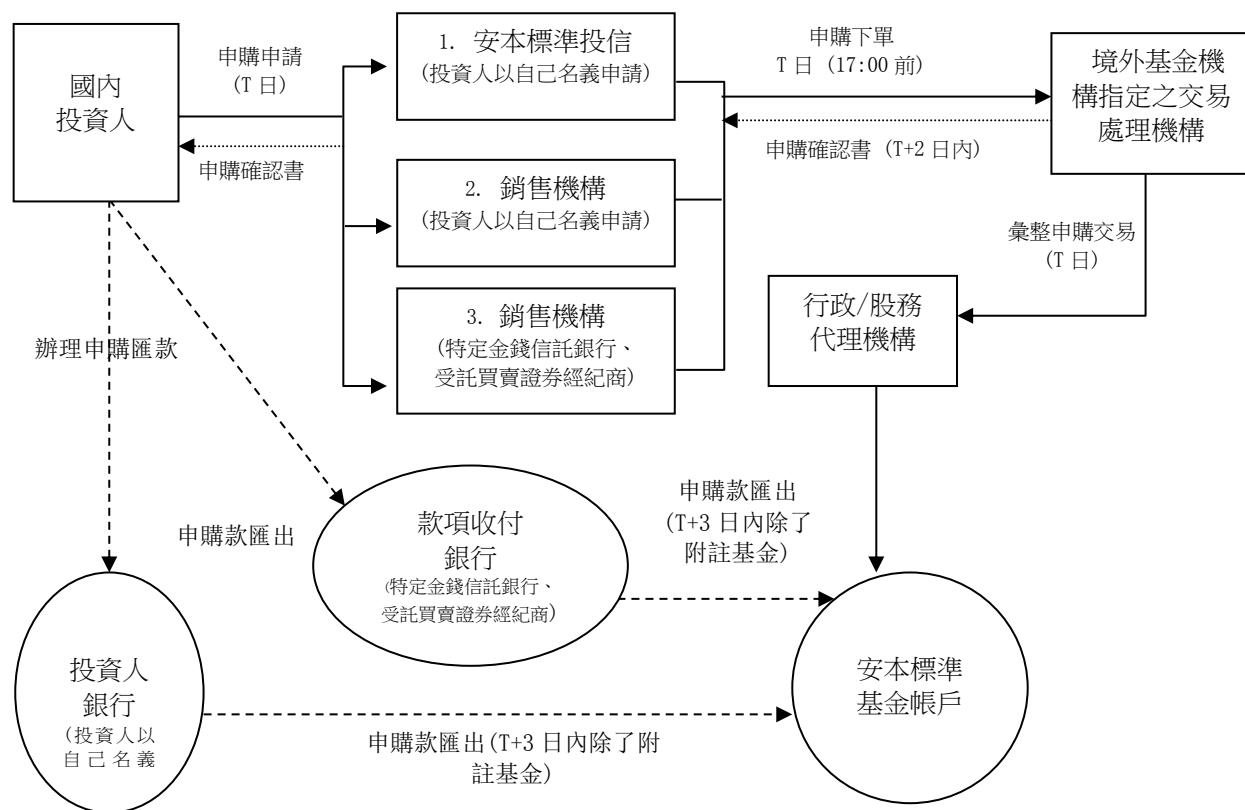 國內
投資人
申購申請
(T 日)
申購確認書
1. 安本標準投信
(投資人以自己名義申請)
2. 銷售機構
(投資人以自己名義申請)
3. 銷售機構
(特定金錢信託銀行、
受託買賣證券經紀商)
申購下單
T 日 (17:00 前)
申購確認書 (T+2 日內)
境外基金機
構指定之交易
處理機構
彙整申購交易
(T 日)
行政/股務
代理機構
辦理申購匯款
申購款匯出
款項收付
銀行
(特定金錢信託銀行、
受託買賣證券經紀商)
申購款匯出
(T+3 日內除了
附註基金)
投資人
銀行
(投資人以
自己名義
申購款匯出(T+3 日內除了附
註基金)
安本標準
基金帳戶